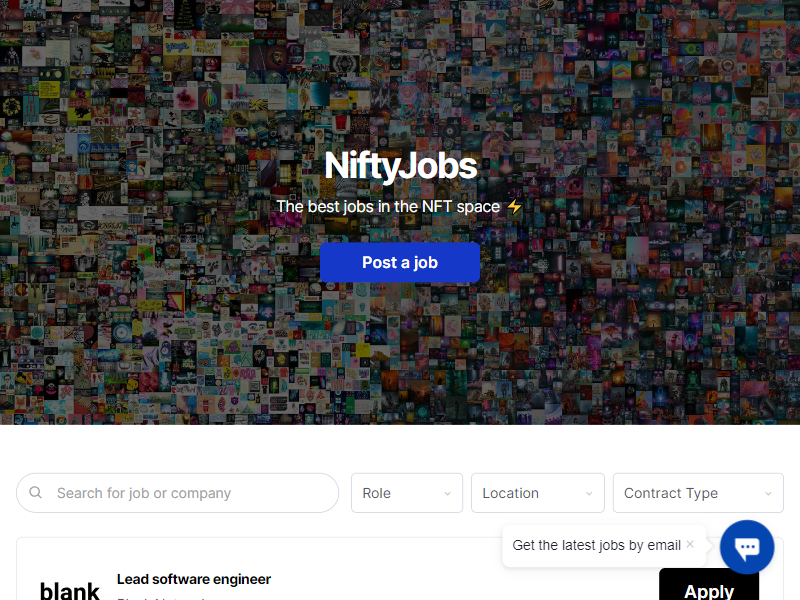 NiftyJobs
The best jobs in the NFT space ⚡
Post a job
Search for job or company
Role
Location
Contract Type
Get the latest jobs by email ×
blank
Lead software engineer
Apply